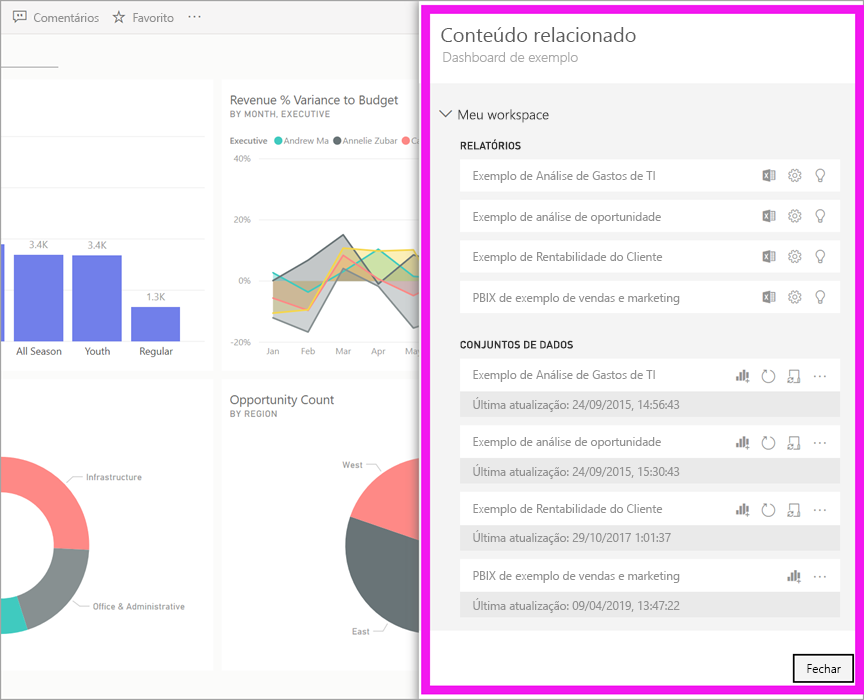 Comentários
Favorito
...
Revenue % Variance to Budget
BY MONTH, EXECUTIVE
Executive Andrew Ma Annelie Zubar
40%
20%
0%
-20%
Jan Feb Mar Apr
3.4K
3.4K
1.3K
All Season Youth Regular
Infrastructure
Office & Administrative
Opportunity Count
BY REGION
West
East
Conteúdo relacionado
Dashboard de exemplo
Meu workspace
RELATÓRIOS
Exemplo de Análise de Gastos de TI
Exemplo de análise de oportunidade
Exemplo de Rentabilidade do Cliente
PBIX de exemplo de vendas e marketing
CONJUNTOS DE DADOS
Exemplo de Análise de Gastos de TI
Última atualização: 24/09/2015, 14:56:43
Exemplo de análise de oportunidade
Última atualização: 24/09/2015, 15:30:43
Exemplo de Rentabilidade do Cliente
Última atualização: 29/10/2017 1:01:37
PBIX de exemplo de vendas e marketing
Última atualização: 09/04/2019, 13:47:22
Fechar